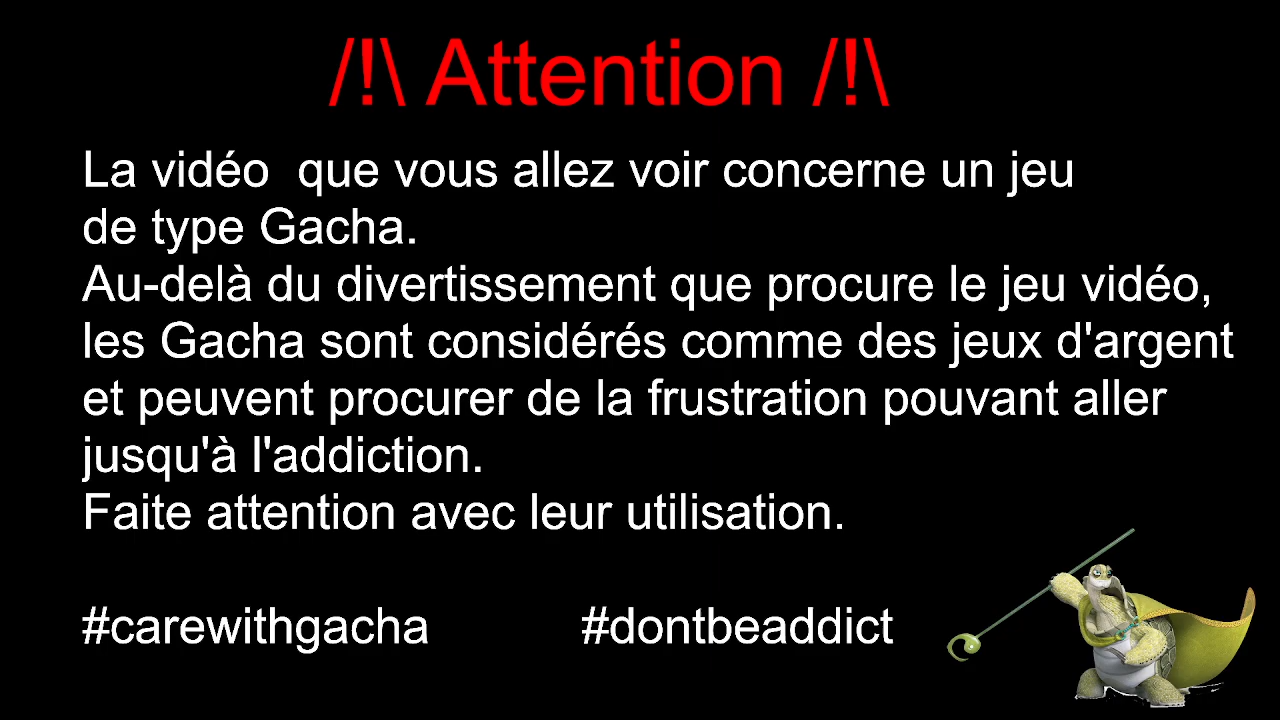 /!\ Attention /!\
La vidéo  que vous allez voir concerne un jeu
de type Gacha.
Au-delà du divertissement que procure le jeu vidéo,
les Gacha sont considérés comme des jeux d'argent
et peuvent procurer de la frustration pouvant aller
jusqu'à l'addiction.
Faite attention avec leur utilisation.
#carewithgacha #dontbeaddict